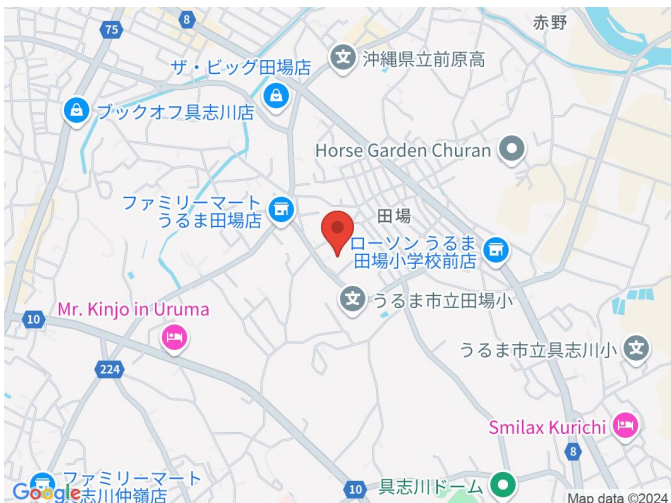 赤野
75
8
ザ・ビッグ田場店
沖縄県立前原高
ブックオフ具志川店
Horse Garden Churan
ファミリーマート
うるま田場店
田場
ローソン うるま
田場小学校前店
うるま市立田場小
Mr. Kinjo in Uruma
10
うるま市立具志川小
224
Smilax Kurichi
8
ファミリーマート
具志川仲嶺店
Google
10
具志川ドーム
Map data ©2024